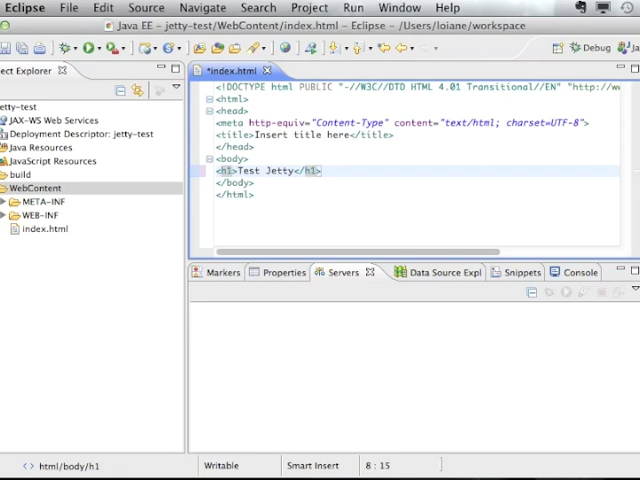 Eclipse File Edit Source Navigate Search Project Run Window Help
Java EE - jetty-test/WebContent/index.html - Eclipse - /Users/loiane/workspace
Debug
ect Explorer
etty-test
JAX-WS Web Services
Deployment Descriptor: jetty-test
Java Resources
JavaScript Resources
build
WebContent
META-INF
WEB-INF
index.html
*index.html
<!DOCTYPE html PUBLIC "-//W3C//DTD HTML 4.01 Transitional//EN" "http://ww
<html>
<head>
<meta http-equiv="Content-Type" content="text/html; charset=UTF-8">
<title>Insert title here</title>
</head>
<body>
<h1>Test Jetty</h1>
</body>
</html>
Markers Properties Servers Data Source Expl Snippets Console
html/body/h1 Writable Smart Insert 8 : 15